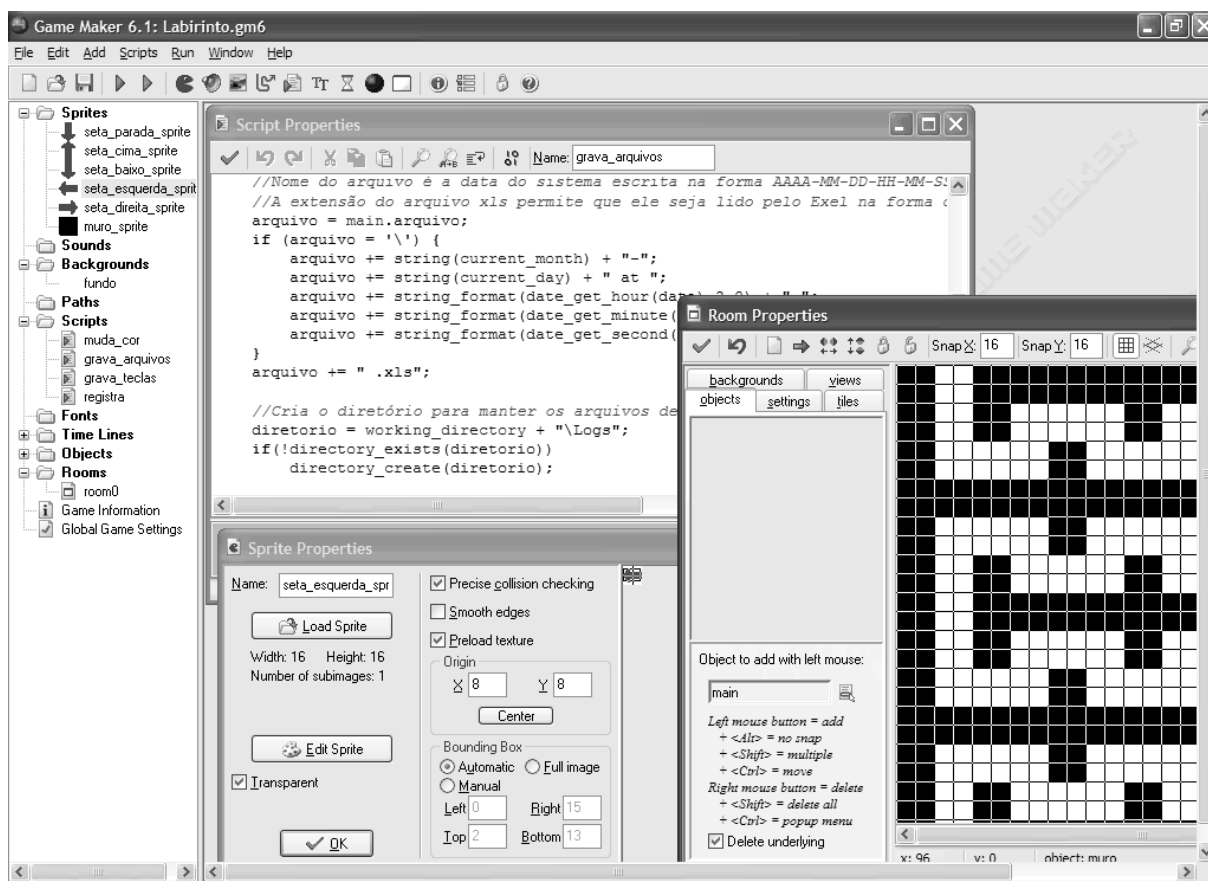 Game Maker 6.1: Labirinto.gm6
File Edit Add Scripts Run Window Help
Sprites
seta_parada_sprite
seta_cima_sprite
seta_baixo_sprite
seta_esquerda_sprit
seta_direita_sprite
muro_sprite
Sounds
Backgrounds
fundo
Paths
Scripts
muda_cor
grava_arquivos
grava_teclas
registra
Fonts
Time Lines
Objects
Rooms
room0
Game Information
Global Game Settings
Script Properties
Name: grava_arquivos
//Nome do arquivo é a data do sistema escrita na forma AAAA-MM-DD-HH-MM-SS
//A extensão do arquivo xls permite que ele seja lido pelo Exel na forma
arquivo = main.arquivo;
if (arquivo = '\') {
arquivo += string(current_month) + "-";
arquivo += string(current_day) + " at ";
arquivo += string_format(date_get_hour(date)
arquivo += string_format(date_get_minute(
arquivo += string_format(date_get_second(
}
arquivo += " .xls";
//Cria o diretório para manter os arquivos de
diretorio = working_directory + "\Logs";
if(!directory_exists(diretorio))
directory_create(diretorio);
Sprite Properties
Name: seta_esquerda_spr
Load Sprite
Width: 16 Height: 16
Number of subimages: 1
Edit Sprite
Transparent
OK
Precise collision checking
Smooth edges
Preload texture
Origin
X 8 Y 8
Center
Bounding Box
Automatic Full image
Manual
Left 0 Right 15
Top 2 Bottom 13
Room Properties
Snap X: 16 Snap Y: 16
backgrounds views
objects settings tiles
Object to add with left mouse:
main
Left mouse button = add
+ <Alt> = no snap
+ <Shift> = multiple
+ <Ctrl> = move
Right mouse button = delete
+ <Shift> = delete all
+ <Ctrl> = popup menu
Delete underlying
x: 96 y: 0 object: muro
GAME MAKER